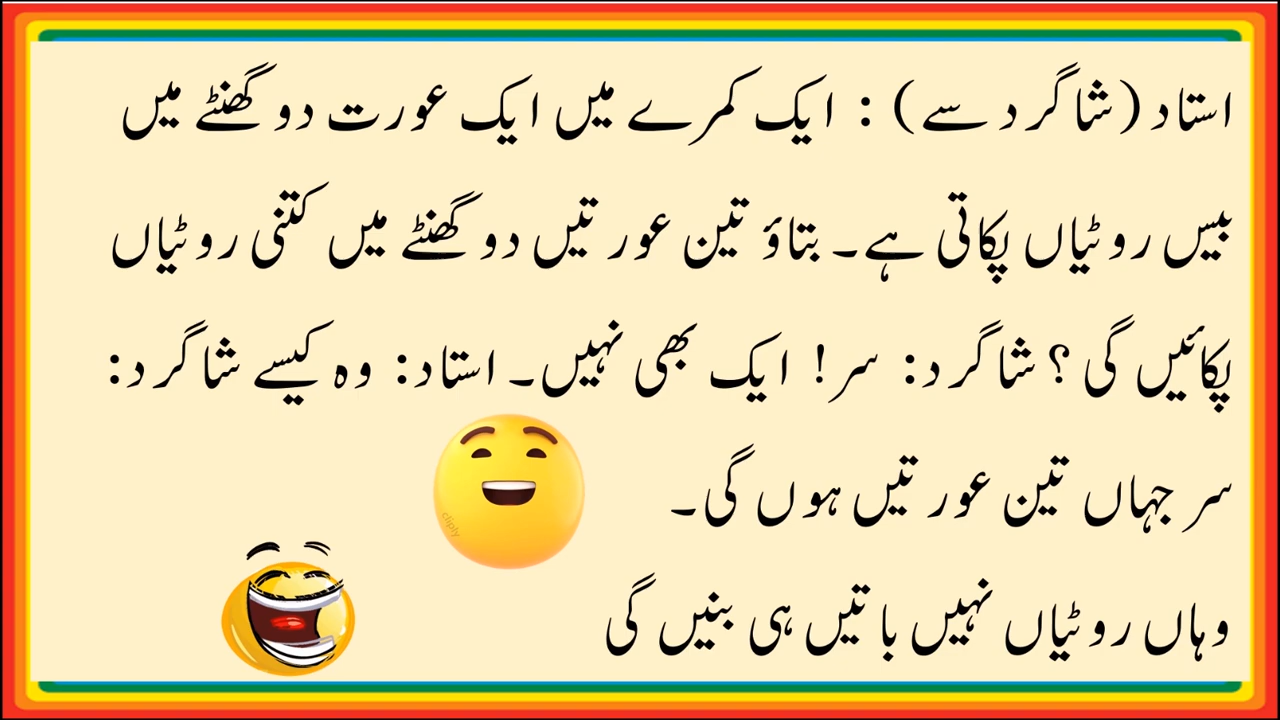 استاد (شاگرد سے) : ایک کمرے میں ایک عورت دو گھنٹے میں
بیس روٹیاں پکاتی ہے۔ بتاؤ تین عورتیں دو گھنٹے میں کتنی روٹیاں
پکائیں گی ؟ شاگرد: سر! ایک بھی نہیں۔ استاد: وہ کیسے شاگرد:
سر جہاں تین عورتیں ہوں گی۔
وہاں روٹیاں نہیں باتیں ہی بنیں گی
cliply